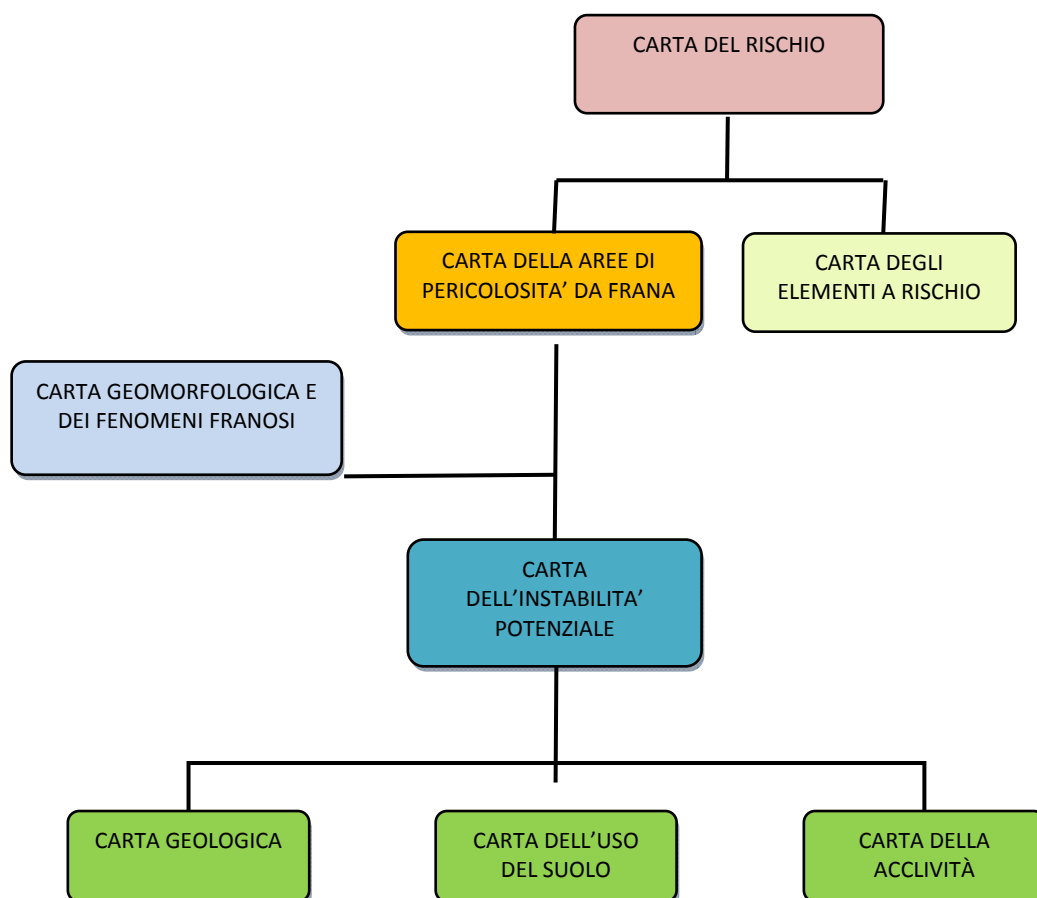 CARTA DEL RISCHIO
CARTA DELLA AREE DI
PERICOLOSITA’ DA FRANA
CARTA DEGLI
ELEMENTI A RISCHIO
CARTA GEOMORFOLOGICA E
DEI FENOMENI FRANOSI
CARTA
DELL’INSTABILITA’
POTENZIALE
CARTA GEOLOGICA
CARTA DELL’USO
DEL SUOLO
CARTA DELLA
ACCLIVITÀ